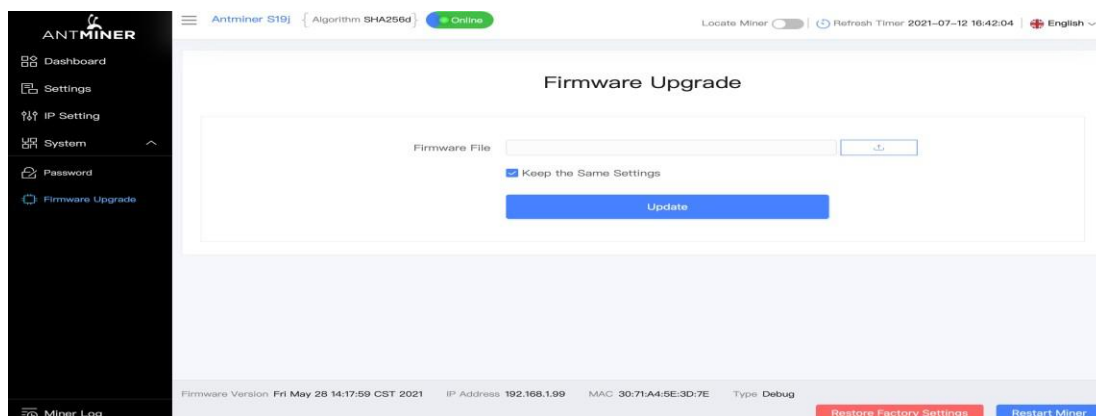 ANTMINER
Antminer S19j { Algorithm SHA256d } Online
Locate Miner Refresh Timer 2021-07-12 16:42:04 English
Dashboard
Settings
IP Setting
System
Password
Firmware Upgrade
Firmware Upgrade
Firmware File
Keep the Same Settings
Update
Firmware Version Fri May 28 14:17:59 CST 2021 IP Address 192.168.1.99 MAC 30:71:A4:5E:3D:7E Type Debug
Miner Log
Restore Factory Settings Restart Miner